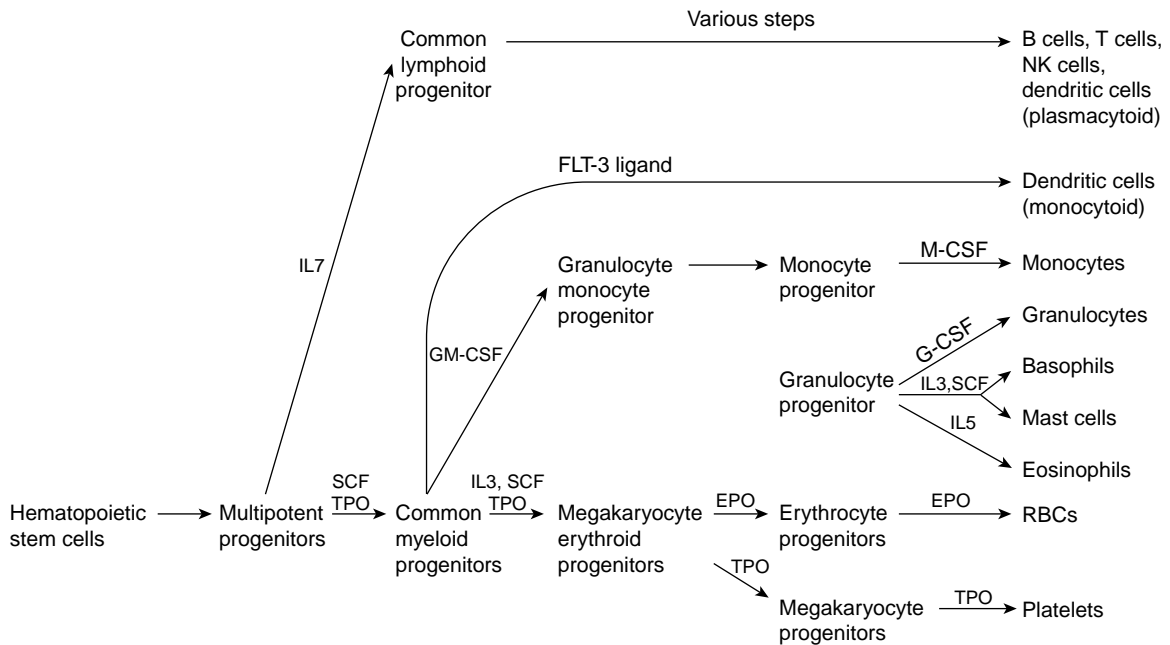 Various steps
Common
lymphoid
progenitor
B cells, T cells,
NK cells,
dendritic cells
(plasmacytoid)
FLT-3 ligand
Dendritic cells
(monocytoid)
IL7
Granulocyte
monocyte
progenitor
Monocyte
progenitor
M-CSF
Monocytes
GM-CSF
Granulocyte
progenitor
G-CSF
Granulocytes
IL3,SCF
Basophils
Mast cells
IL5
Eosinophils
Hematopoietic
stem cells
Multipotent
progenitors
SCF
TPO
Common
myeloid
progenitors
IL3, SCF
TPO
Megakaryocyte
erythroid
progenitors
EPO
Erythrocyte
progenitors
EPO
RBCs
TPO
Megakaryocyte
progenitors
TPO
Platelets